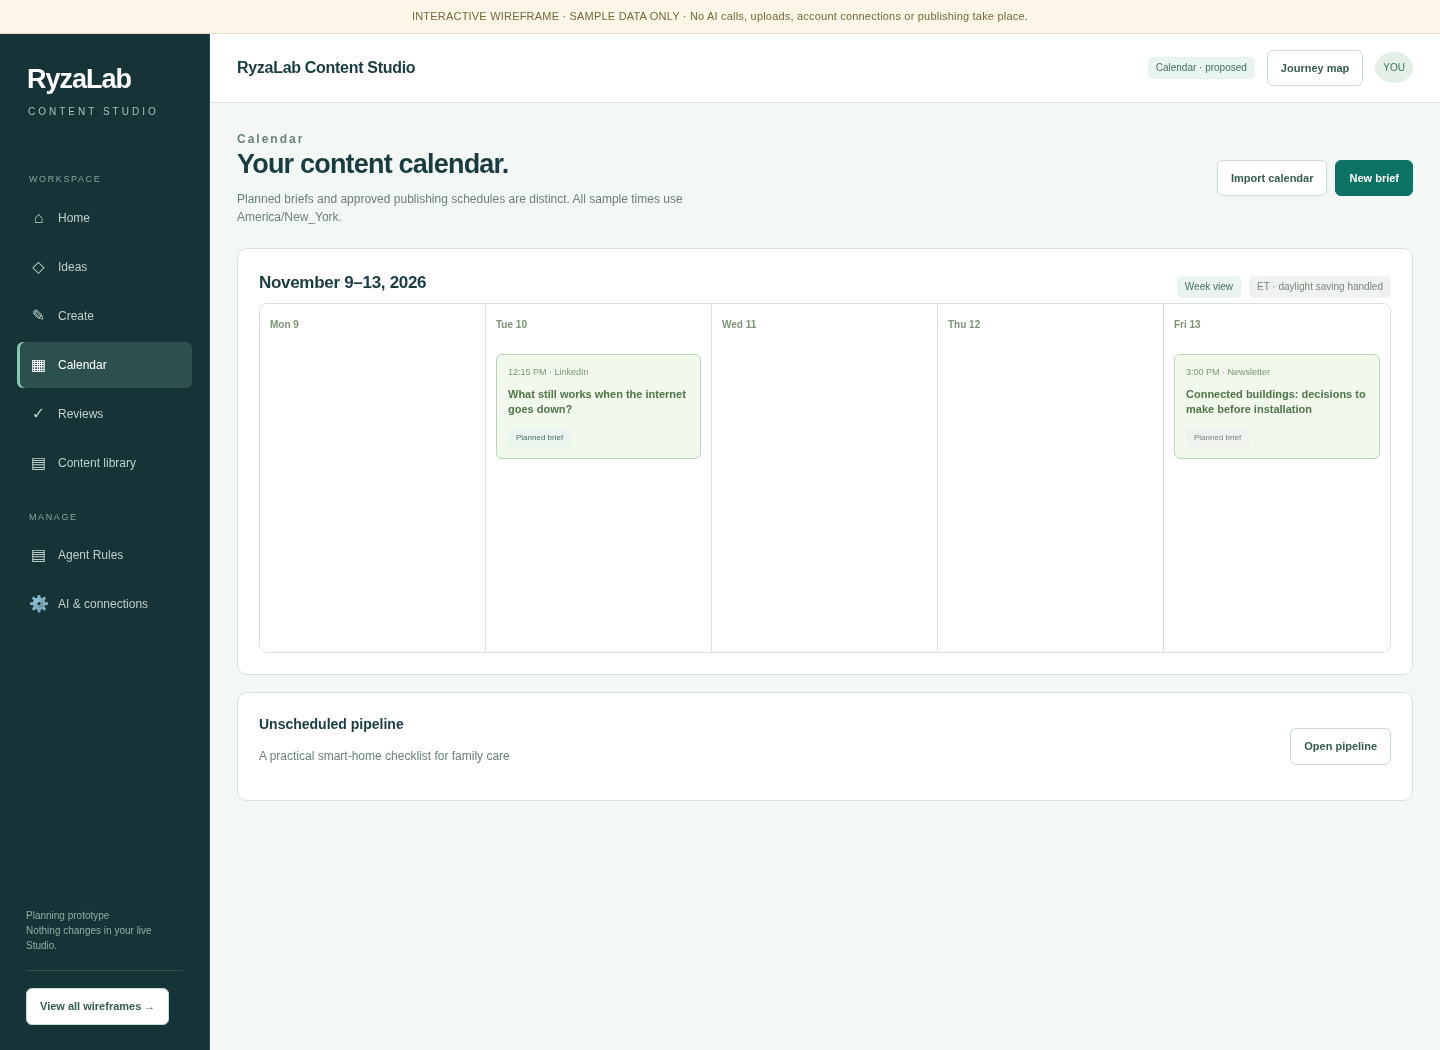 INTERACTIVE WIREFRAME · SAMPLE DATA ONLY · No AI calls, uploads, account connections or publishing take place.
RyzaLab
CONTENT STUDIO
WORKSPACE
Home
Ideas
Create
Calendar
Reviews
Content library
MANAGE
Agent Rules
AI & connections
Planning prototype
Nothing changes in your live
Studio.
View all wireframes →
RyzaLab Content Studio
Calendar · proposed
Journey map
YOU
Calendar
Your content calendar.
Planned briefs and approved publishing schedules are distinct. All sample times use
America/New_York.
Import calendar
New brief
November 9–13, 2026
Week view
ET · daylight saving handled
Mon 9
Tue 10
12:15 PM · LinkedIn
What still works when the internet
goes down?
Planned brief
Wed 11
Thu 12
Fri 13
3:00 PM · Newsletter
Connected buildings: decisions to
make before installation
Planned brief
Unscheduled pipeline
A practical smart-home checklist for family care
Open pipeline